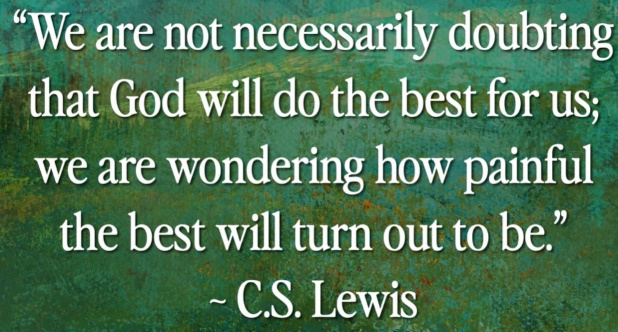 “We are not necessarily doubting
that God will do the best for us;
we are wondering how painful
the best will turn out to be.”
~ C.S. Lewis